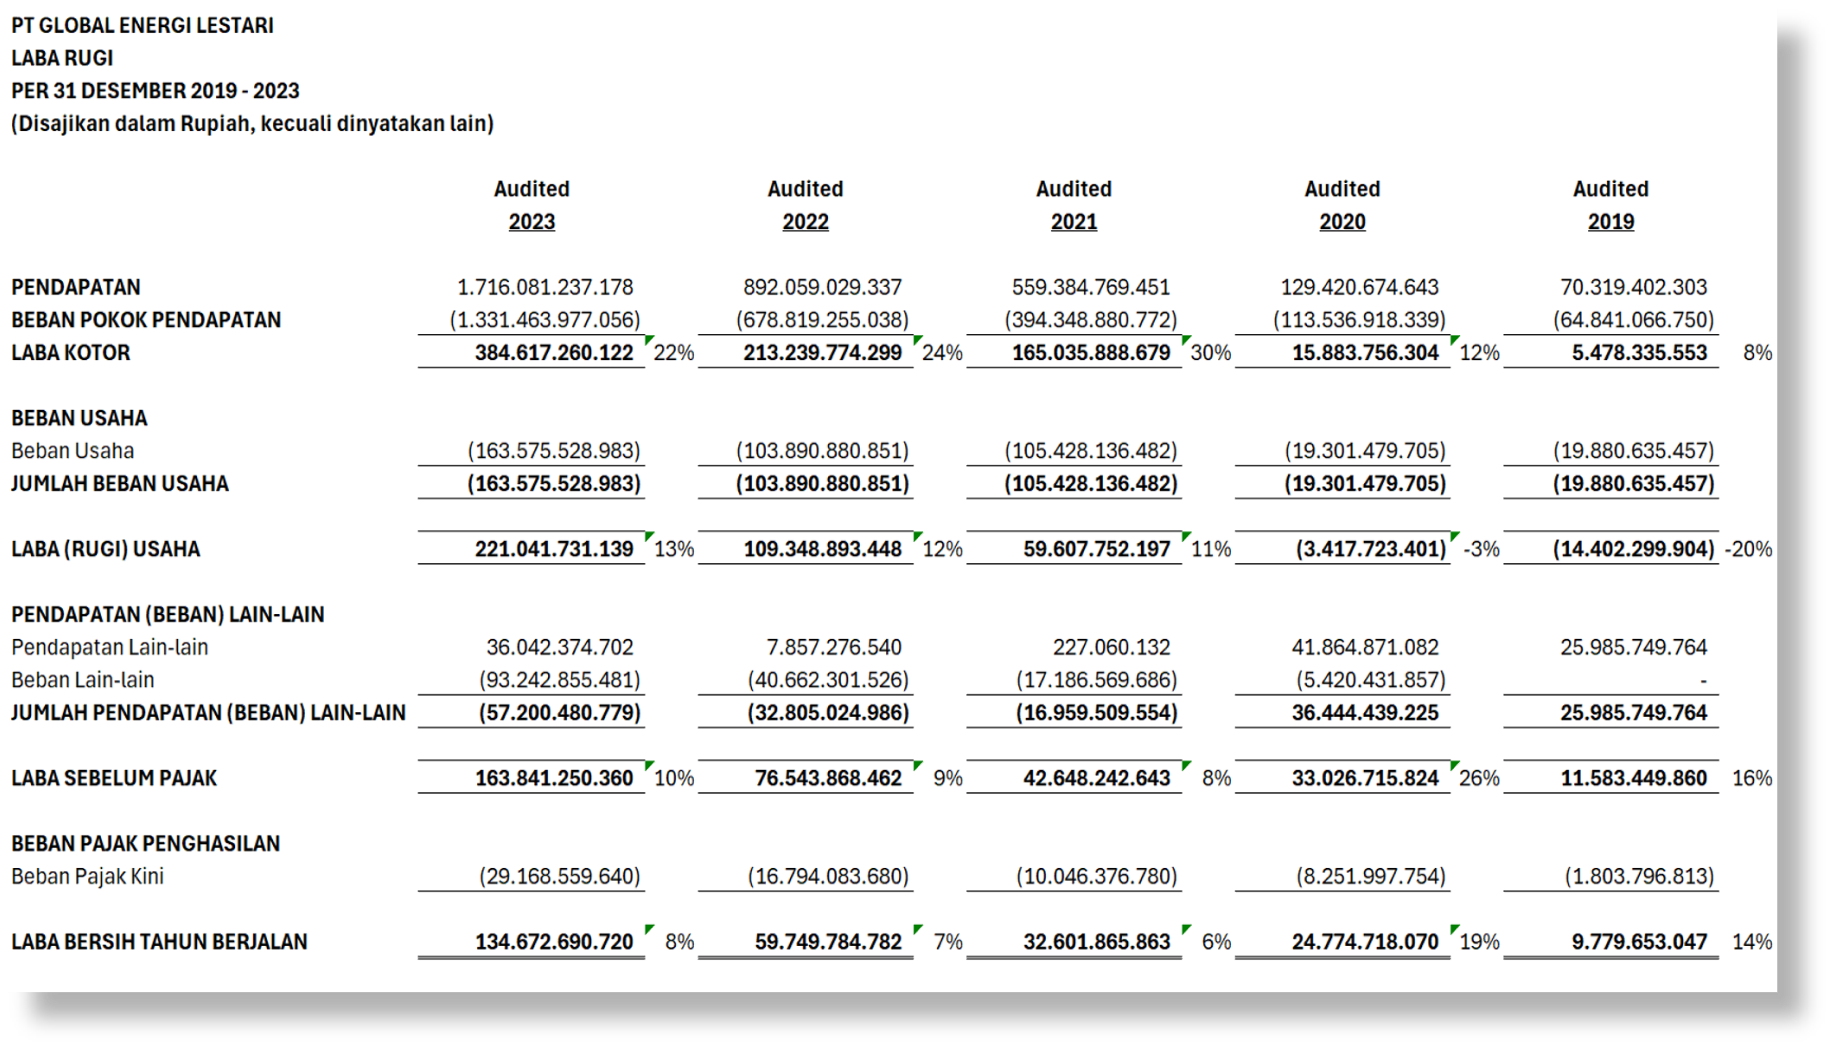 PT GLOBAL ENERGI LESTARI
LABA RUGI
PER 31 DESEMBER 2019 - 2023
(Disajikan dalam Rupiah, kecuali dinyatakan lain)
Audited Audited Audited Audited Audited
2023 2022 2021 2020 2019
PENDAPATAN 1.716.081.237.178 892.059.029.337 559.384.769.451 129.420.674.643 70.319.402.303
BEBAN POKOK PENDAPATAN (1.331.463.977.056) (678.819.255.038) (394.348.880.772) (113.536.918.339) (64.841.066.750)
LABA KOTOR 384.617.260.122 22% 213.239.774.299 24% 165.035.888.679 30% 15.883.756.304 12% 5.478.335.553 8%
BEBAN USAHA
Beban Usaha (163.575.528.983) (103.890.880.851) (105.428.136.482) (19.301.479.705) (19.880.635.457)
JUMLAH BEBAN USAHA (163.575.528.983) (103.890.880.851) (105.428.136.482) (19.301.479.705) (19.880.635.457)
LABA (RUGI) USAHA 221.041.731.139 13% 109.348.893.448 12% 59.607.752.197 11% (3.417.723.401) -3% (14.402.299.904) -20%
PENDAPATAN (BEBAN) LAIN-LAIN
Pendapatan Lain-lain 36.042.374.702 7.857.276.540 227.060.132 41.864.871.082 25.985.749.764
Beban Lain-lain (93.242.855.481) (40.662.301.526) (17.186.569.686) (5.420.431.857) -
JUMLAH PENDAPATAN (BEBAN) LAIN-LAIN (57.200.480.779) (32.805.024.986) (16.959.509.554) 36.444.439.225 25.985.749.764
LABA SEBELUM PAJAK 163.841.250.360 10% 76.543.868.462 9% 42.648.242.643 8% 33.026.715.824 26% 11.583.449.860 16%
BEBAN PAJAK PENGHASILAN
Beban Pajak Kini (29.168.559.640) (16.794.083.680) (10.046.376.780) (8.251.997.754) (1.803.796.813)
LABA BERSIH TAHUN BERJALAN 134.672.690.720 8% 59.749.784.782 7% 32.601.865.863 6% 24.774.718.070 19% 9.779.653.047 14%